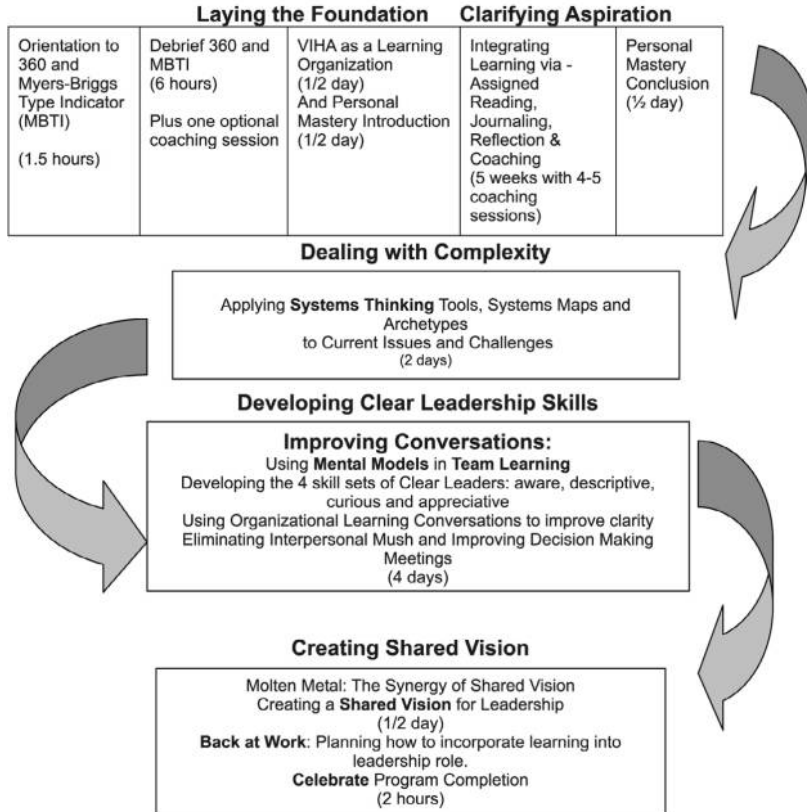 Laying the Foundation
Clarifying Aspiration
Orientation to
360 and
Myers-Briggs
Type Indicator
(MBTI)
(1.5 hours)
Debrief 360 and
MBTI
(6 hours)
Plus one optional
coaching session
VIHA as a Learning
Organization
(1/2 day)
And Personal
Mastery Introduction
(1/2 day)
Integrating
Learning via -
Assigned
Reading,
Journaling,
Reflection &
Coaching
(5 weeks with 4-5
coaching
sessions)
Personal
Mastery
Conclusion
(½ day)
Dealing with Complexity
Applying Systems Thinking Tools, Systems Maps and
Archetypes
to Current Issues and Challenges
(2 days)
Developing Clear Leadership Skills
Improving Conversations:
Using Mental Models in Team Learning
Developing the 4 skill sets of Clear Leaders: aware, descriptive,
curious and appreciative
Using Organizational Learning Conversations to improve clarity
Eliminating Interpersonal Mush and Improving Decision Making
Meetings
(4 days)
Creating Shared Vision
Molten Metal: The Synergy of Shared Vision
Creating a Shared Vision for Leadership
(1/2 day)
Back at Work: Planning how to incorporate learning into
leadership role.
Celebrate Program Completion
(2 hours)